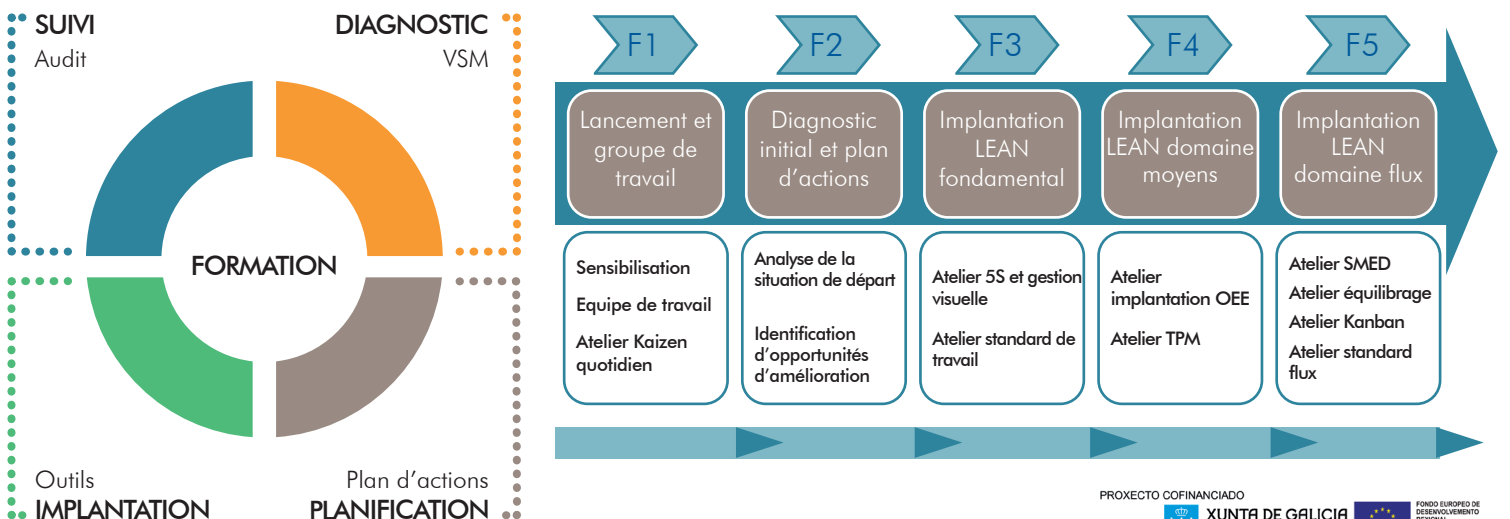 SUIVI
Audit
DIAGNOSTIC
VSM
FORMATION
Outils
IMPLANTATION
Plan d’actions
PLANIFICATION
F1
F2
F3
F4
F5
Lancement et
groupe de
travail
Diagnostic
initial et plan
d’actions
Implantation
LEAN
fondamental
Implantation
LEAN domaine
moyens
Implantation
LEAN
domaine flux
Sensibilisation
Equipe de travail
Atelier Kaizen
quotidien
Analyse de la
situation de départ
Identification
d’opportunités
d’amélioration
Atelier 5S et gestion
visuelle
Atelier standard de
travail
Atelier
implantation OEE
Atelier TPM
Atelier SMED
Atelier équilibrage
Atelier Kanban
Atelier standard
flux
PROXECTO COFINANCIADO
XUNTA DE GALICIA
FONDO EUROPEO DE
DESENVOLVEMENTO
REGIONAL